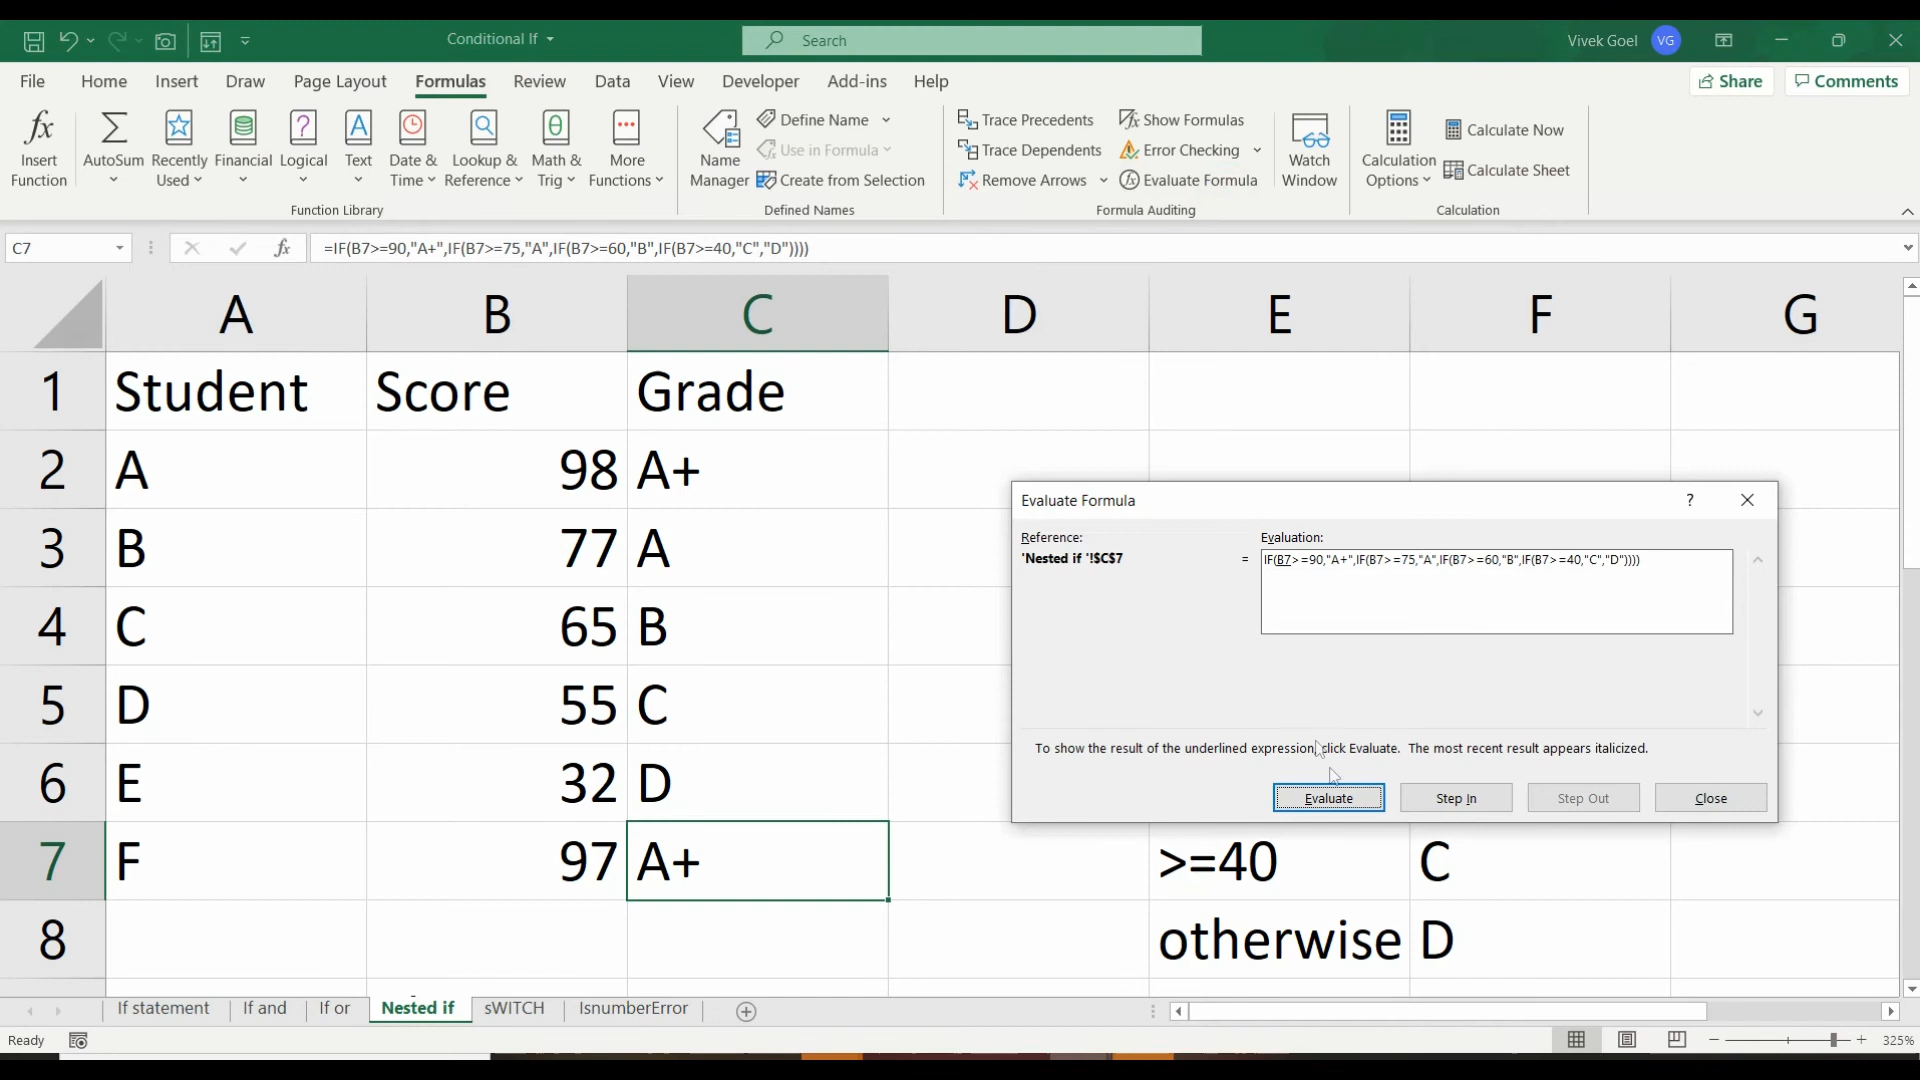 Conditional If
Search
Vivek Goel VG
File Home Insert Draw Page Layout Formulas Review Data View Developer Add-ins Help
Share Comments
fx Insert Function
AutoSum
Recently Used
Financial
Logical
Text
Date & Time
Lookup & Reference
Math & Trig
More Functions
Function Library
Name Manager
Define Name
Use in Formula
Create from Selection
Defined Names
Trace Precedents
Trace Dependents
Remove Arrows
Show Formulas
Error Checking
Evaluate Formula
Formula Auditing
Watch Window
Calculation Options
Calculate Now
Calculate Sheet
Calculation
C7 fx =IF(B7>=90,"A+",IF(B7>=75,"A",IF(B7>=60,"B",IF(B7>=40,"C","D"))))
A B C D E F G
1 Student Score Grade
2 A 98 A+
3 B 77 A
4 C 65 B
5 D 55 C
6 E 32 D
7 F 97 A+ >=40 C
8 otherwise D
Evaluate Formula ?
Reference: Evaluation:
'Nested if '!$C$7 = IF(B7>=90,"A+",IF(B7>=75,"A",IF(B7>=60,"B",IF(B7>=40,"C","D"))))
To show the result of the underlined expression, click Evaluate. The most recent result appears italicized.
Evaluate Step In Step Out Close
If statement If and If or Nested if sWITCH IsnumberError
Ready 325%